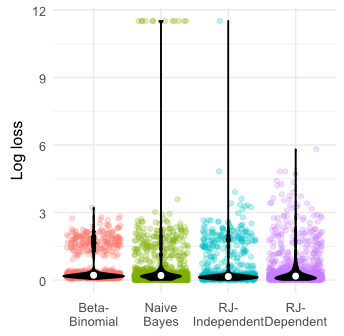 12
9
6
3
0
Log loss
Beta-
Binomial
Naive
Bayes
RJ-
Independent
RJ-
Dependent